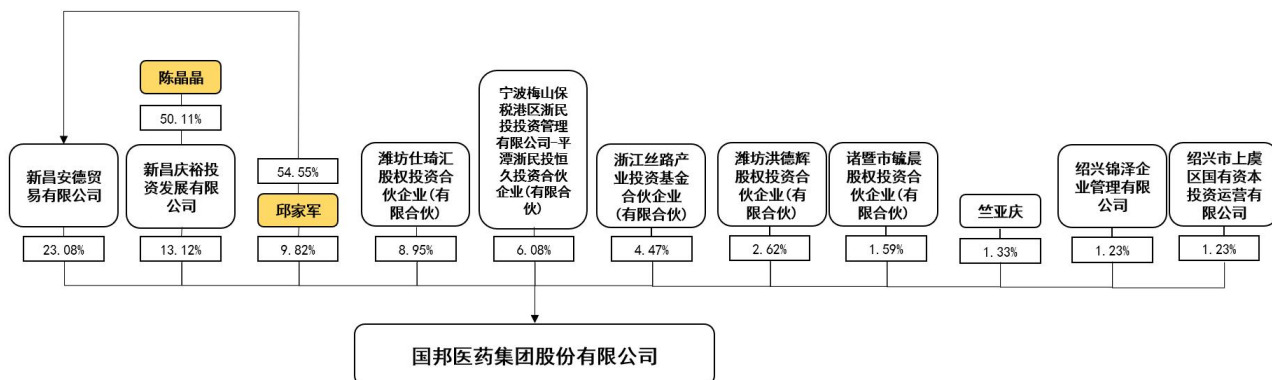 陈晶晶
50.11%
新昌安德贸
易有限公司
23.08%
新昌庆裕投
资发展有限
公司
13.12%
54.55%
邱家军
9.82%
潍坊仕琦汇
股权投资合
伙企业(有
限合伙)
8.95%
宁波梅山保
税港区浙民
投投资管理
有限公司-平
潭浙民投恒
久投资合伙
企业(有限合
伙)
6.08%
浙江丝路产
业投资基金
合伙企业
(有限合伙)
4.47%
潍坊洪德辉
股权投资合
伙企业(有
限合伙)
2.62%
诸暨市毓晨
股权投资合
伙企业(有
限合伙)
1.59%
竺亚庆
1.33%
绍兴锦泽企
业管理有限
公司
1.23%
绍兴市上虞
区国有资本
投资运营有
限公司
1.23%
国邦医药集团股份有限公司